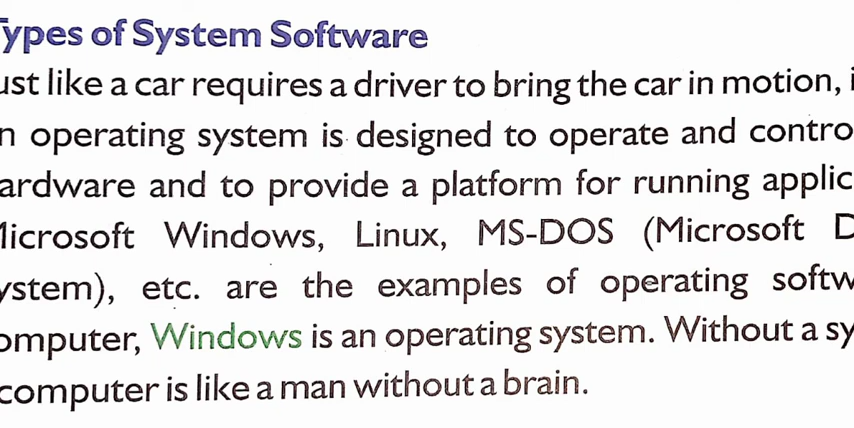 Types of System Software
ust like a car requires a driver to bring the car in motion, i
n operating system is designed to operate and contro
ardware and to provide a platform for running applic
icrosoft Windows, Linux, MS-DOS (Microsoft D
ystem), etc. are the examples of operating softw
omputer, Windows is an operating system. Without a sy
computer is like a man without a brain.